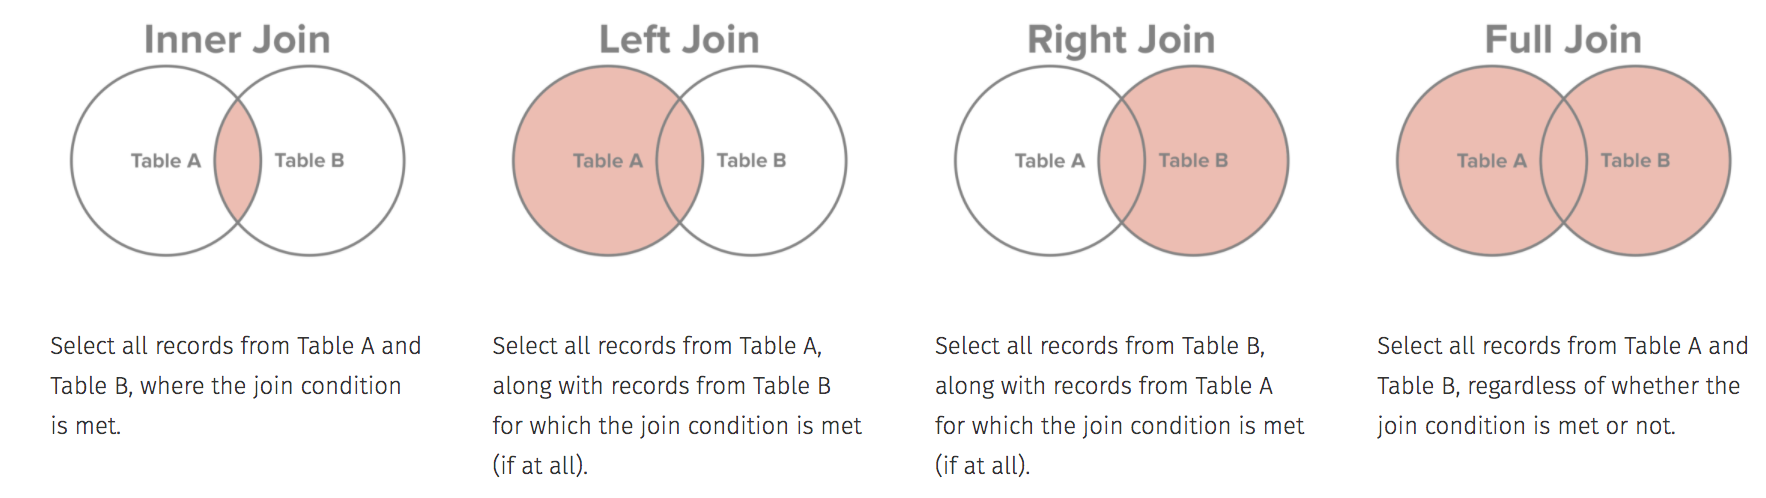 Inner Join
Table A
Table B
Select all records from Table A and
Table B, where the join condition
is met.
Left Join
Table A
Table B
Select all records from Table A,
along with records from Table B
for which the join condition is met
(if at all).
Right Join
Table A
Table B
Select all records from Table B,
along with records from Table A
for which the join condition is met
(if at all).
Full Join
Table A
Table B
Select all records from Table A and
Table B, regardless of whether the
join condition is met or not.